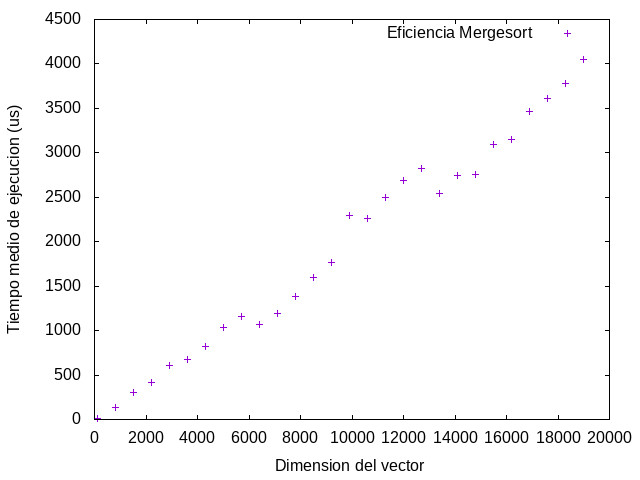 4500
4000
3500
3000
2500
2000
1500
1000
500
0
Tiempo medio de ejecucion (us)
Eficiencia Mergesort
0 2000 4000 6000 8000 10000 12000 14000 16000 18000 20000
Dimension del vector